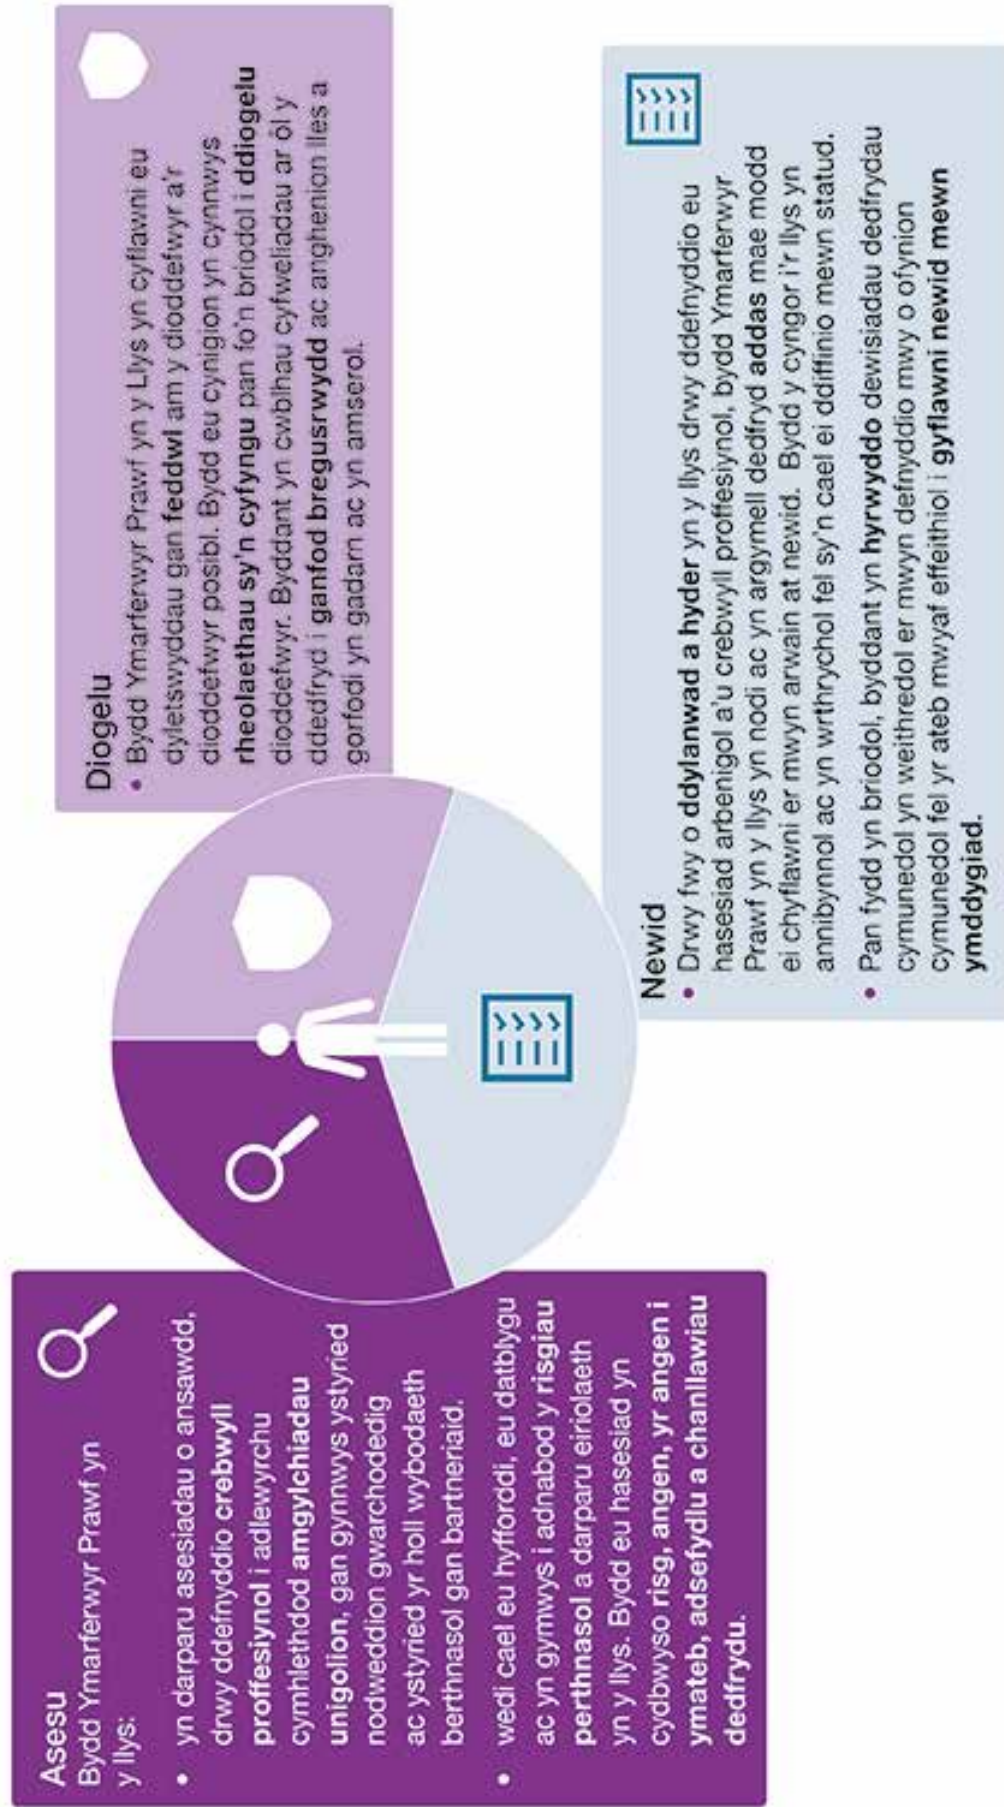 Asesu
Bydd Ymarferwyr Prawf yn
y llys:
• yn darparu asesiadau o ansawdd,
drwy ddefnyddio crebwyll
proffesiynol i adlewyrchu
cymhlethdod amgylchiadau
unigolion, gan gynnwys ystyried
nodweddion gwarchodedig
ac ystyried yr holl wybodaeth
berthnasol gan bartneriaid.
• wedi cael eu hyfforddi, eu datblygu
ac yn gymwys i adnabod y risgiau
perthnasol a darparu eiriolaeth
yn y llys. Bydd eu hasesiad yn
cydbwyso risg, angen, yr angen i
ymateb, adsefydlu a chanllawiau
dedfrydu.
Diogelu
• Bydd Ymarferwyr Prawf yn y Llys yn cyflawni eu
dyletswyddau gan feddwl am y dioddefwyr a'r
dioddefwyr posibl. Bydd eu cynigion yn cynnwys
rheolaethau sy'n cyfyngu pan fo'n briodol i ddiogelu
dioddefwyr. Byddant yn cwblhau cyfweliadau ar ôl y
ddedfryd i ganfod bregusrwydd ac anghenion lles a
gorfodi yn gadarn ac yn amserol.
Newid
• Drwy fwy o ddylanwad a hyder yn y llys drwy ddefnyddio eu
hasesiad arbenigol a'u crebwyll proffesiynol, bydd Ymarferwyr
Prawf yn y llys yn nodi ac yn argymell dedfryd addas mae modd
ei chyflawni er mwyn arwain at newid. Bydd y cyngor i'r llys yn
annibynnol ac yn wrthrychol fel sy'n cael ei ddiffinio mewn statud.
• Pan fydd yn briodol, byddant yn hyrwyddo dewisiadau dedfrydau
cymunedol yn weithredol er mwyn defnyddio mwy o ofynion
cymunedol fel yr ateb mwyaf effeithiol i gyflawni newid mewn
ymddygiad.